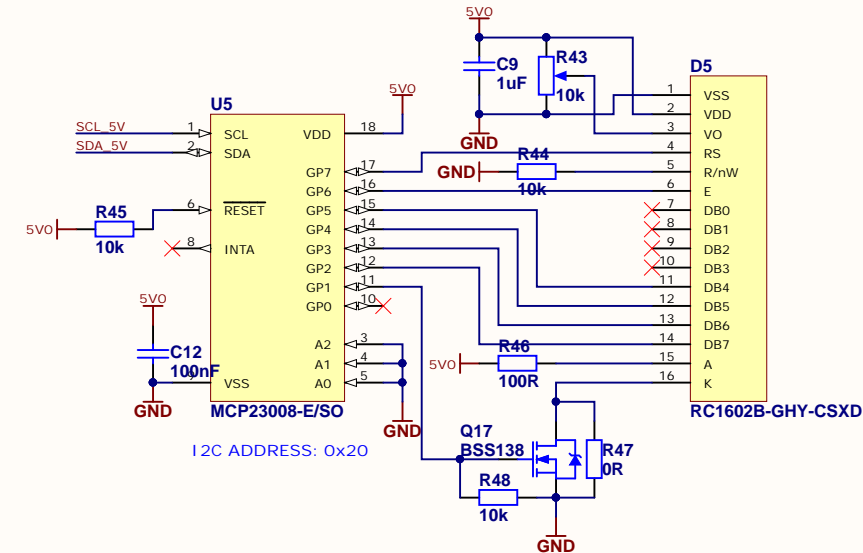 5V0
C9
1uF
R43
10k
D5
GND
1 VSS
2 VDD
3 VO
4 RS
5 R/nW
6 E
7 DB0
8 DB1
9 DB2
10 DB3
11 DB4
12 DB5
13 DB6
14 DB7
15 A
16 K
RC1602B-GHY-CSXD
U5
5V0
SCL_5V 1 SCL
SDA_5V 2 SDA
6 RESET
8 INTA
9 VSS
VDD 18
GP7 17
GP6 16
GP5 15
GP4 14
GP3 13
GP2 12
GP1 11
GP0 10
A2 3
A1 4
A0 5
MCP23008-E/SO
GND R44
10k
5V0 R45
10k
5V0
C12
100nF
GND
GND
I2C ADDRESS: 0x20
5V0 R46
100R
Q17
BSS138
R47
0R
R48
10k
GND